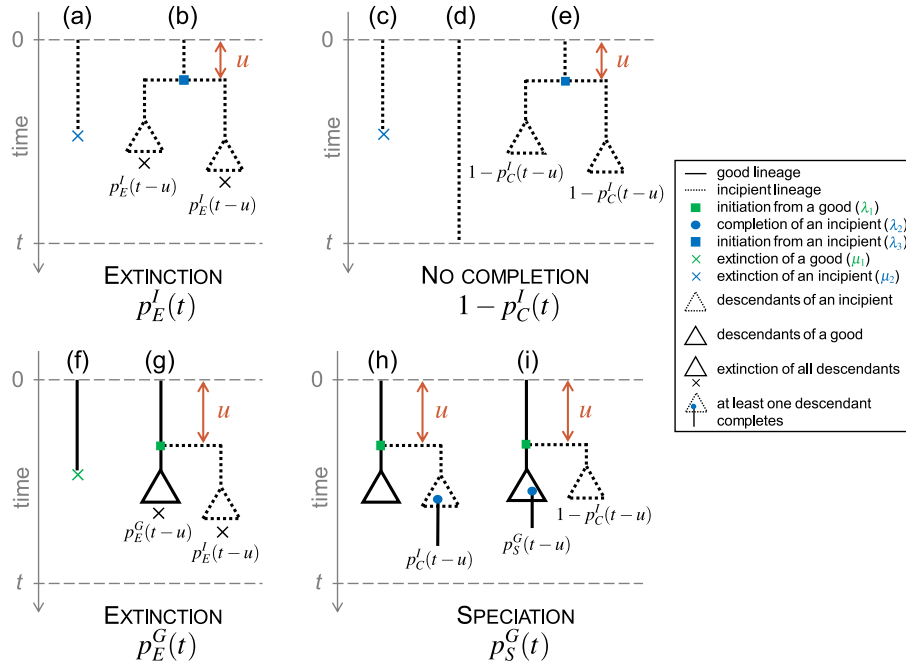 (a) (b) (c) (d) (e)
0 0
u u
time time
p_E^I(t−u) 1−p_C^I(t−u)
p_E^I(t−u) 1−p_C^I(t−u)
t t
EXTINCTION NO COMPLETION
p_E^I(t) 1−p_C^I(t)
(f) (g) (h) (i)
0 0
u u
time time
p_E^G(t−u) 1−p_C^I(t−u)
p_E^I(t−u) p_C^I(t−u) p_S^G(t−u)
t t
EXTINCTION SPECIATION
p_E^G(t) p_S^G(t)
good lineage
incipient lineage
initiation from a good (λ₁)
completion of an incipient (λ₂)
initiation from an incipient (λ₃)
extinction of a good (μ₁)
extinction of an incipient (μ₂)
descendants of an incipient
descendants of a good
extinction of all descendants
at least one descendant
completes